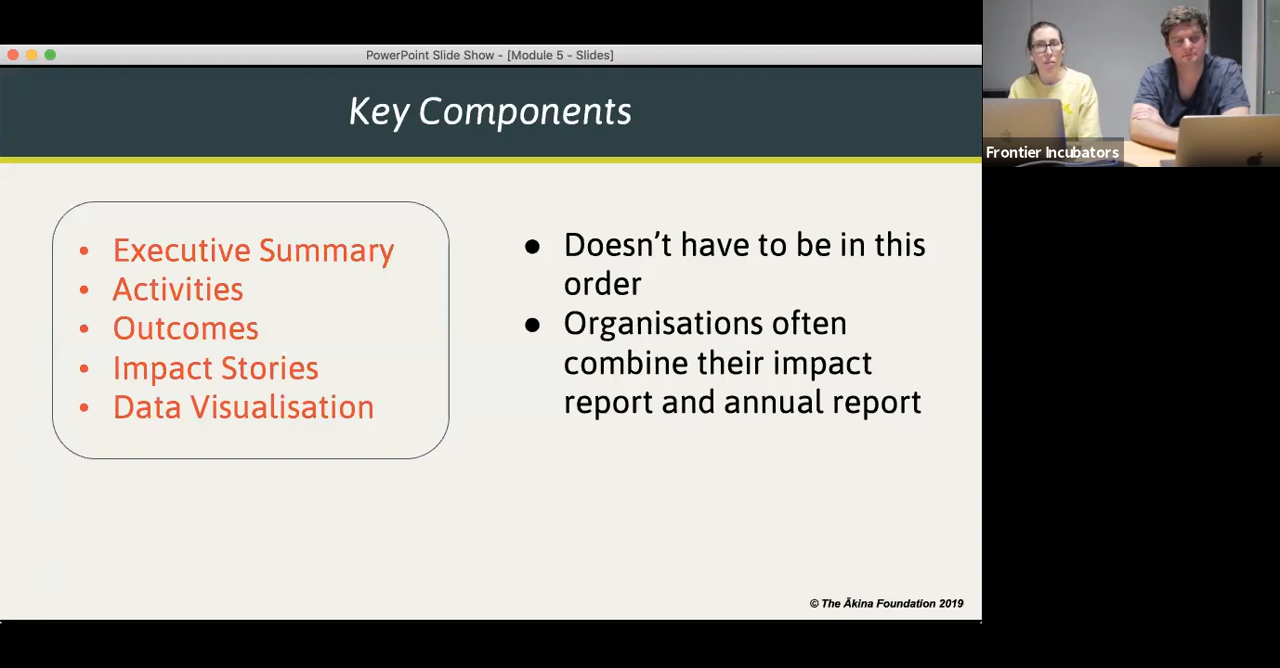 PowerPoint Slide Show - [Module 5 - Slides]
Key Components
• Executive Summary
• Activities
• Outcomes
• Impact Stories
• Data Visualisation
● Doesn’t have to be in this
order
● Organisations often
combine their impact
report and annual report
© The Ākina Foundation 2019
Frontier Incubators